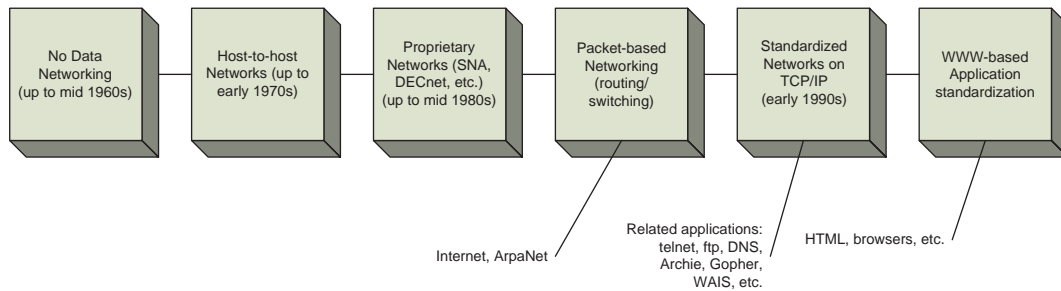 No Data
Networking
(up to mid 1960s)
Host-to-host
Networks (up to
early 1970s)
Proprietary
Networks (SNA,
DECnet, etc.)
(up to mid 1980s)
Packet-based
Networking
(routing/
switching)
Standardized
Networks on
TCP/IP
(early 1990s)
WWW-based
Application
standardization
Internet, ArpaNet
Related applications:
telnet, ftp, DNS,
Archie, Gopher,
WAIS, etc.
HTML, browsers, etc.